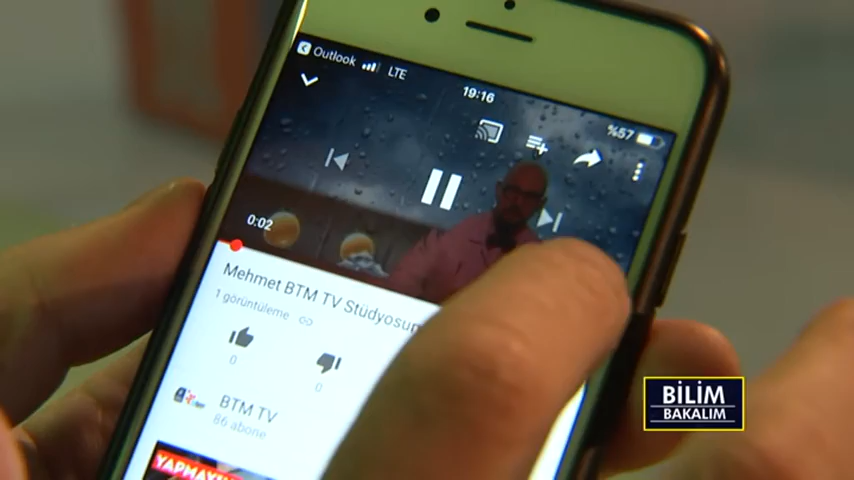 Outlook LTE
19:16
%57
0:02
Mehmet BTM TV Stüdyosun
1 görüntüleme
0
0
BTM TV
86 abone
YAPMAYIN
BİLİM
BAKALIM